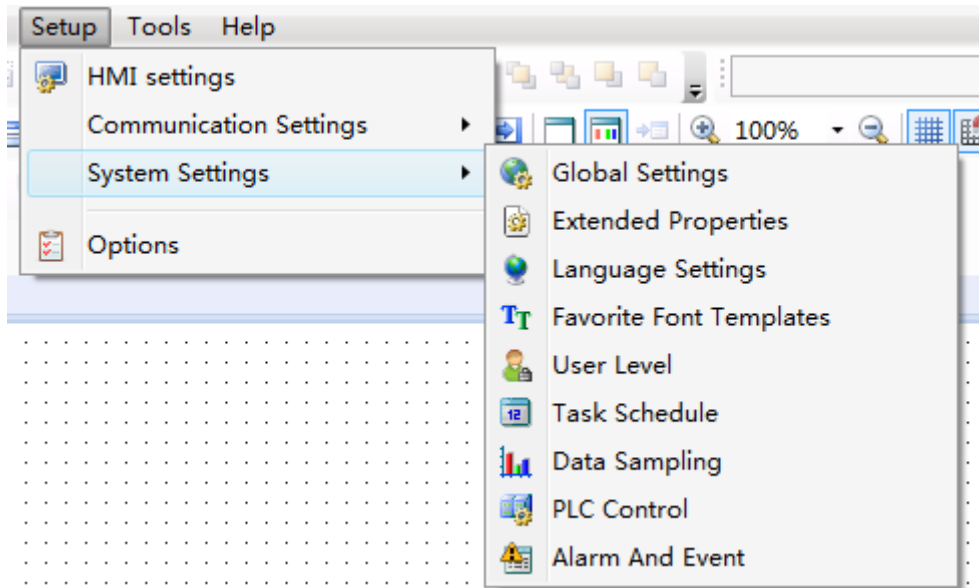 Setup Tools Help
HMI settings
Communication Settings
100%
System Settings
Options
Global Settings
Extended Properties
Language Settings
Favorite Font Templates
User Level
Task Schedule
Data Sampling
PLC Control
Alarm And Event